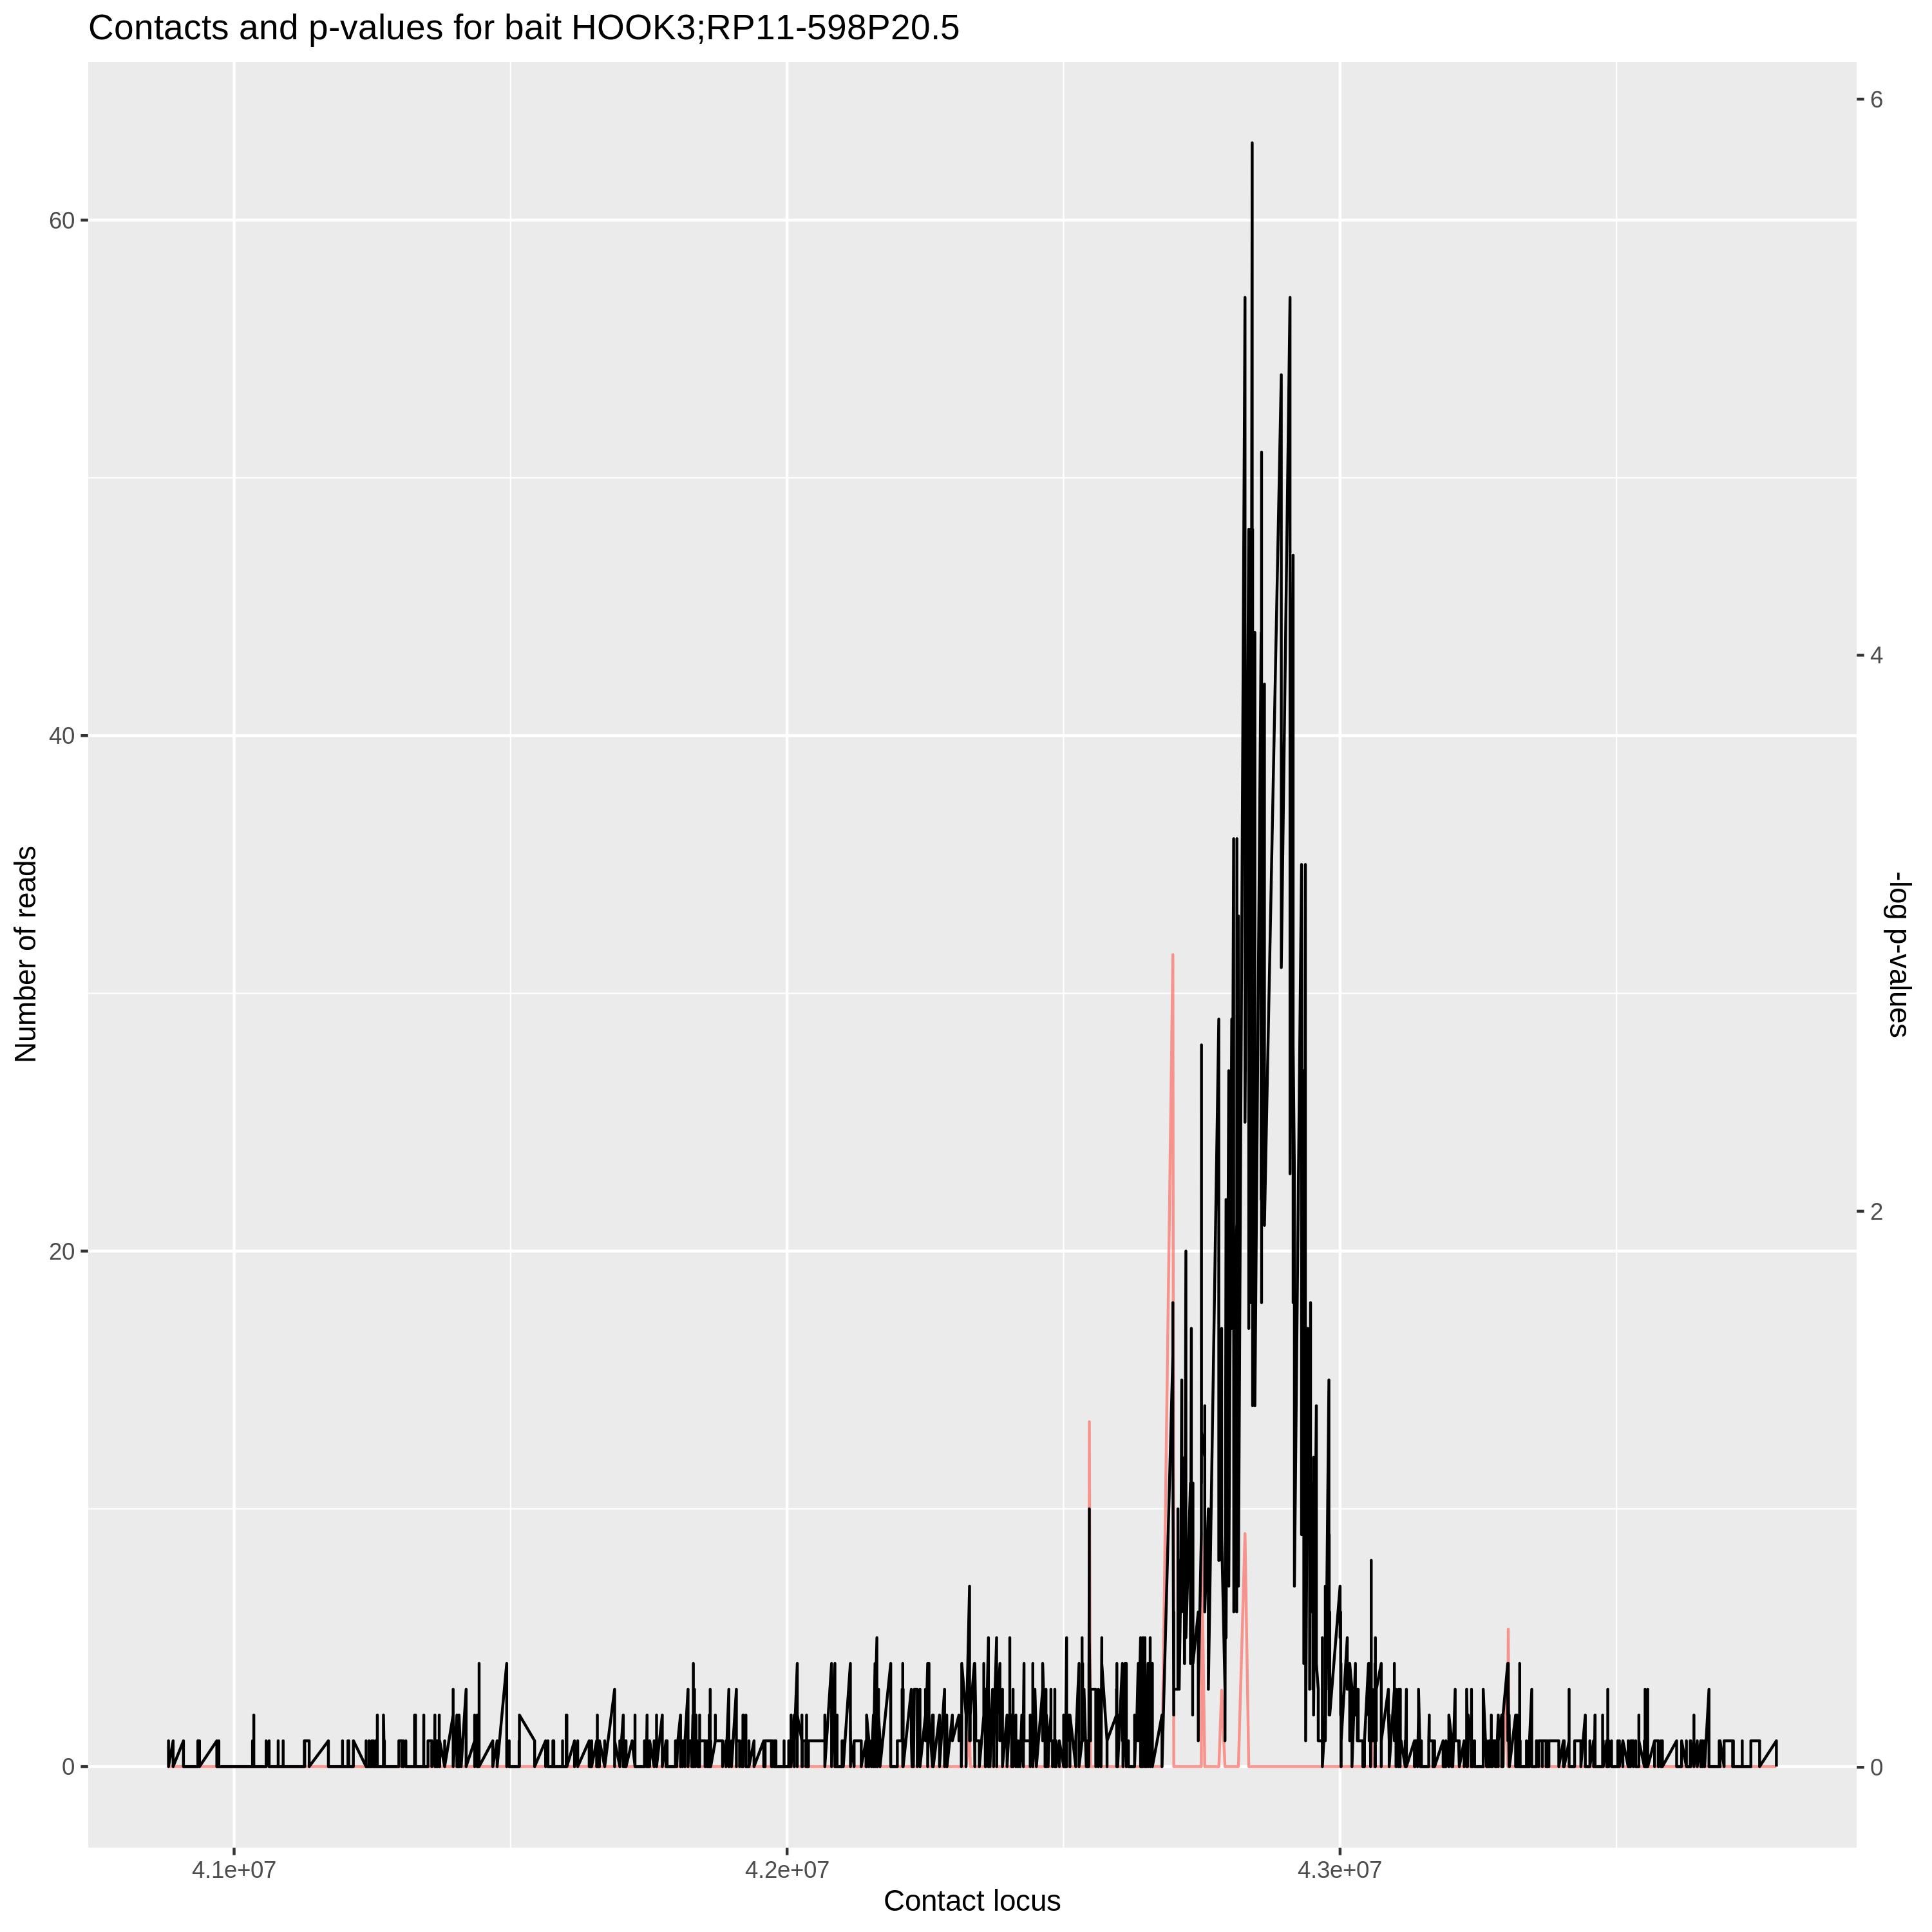 Contacts and p-values for bait HOOK3;RP11-598P20.5
6
60
4
40
Number of reads
-log p-values
2
20
0
0
4.1e+07
4.2e+07
4.3e+07
Contact locus